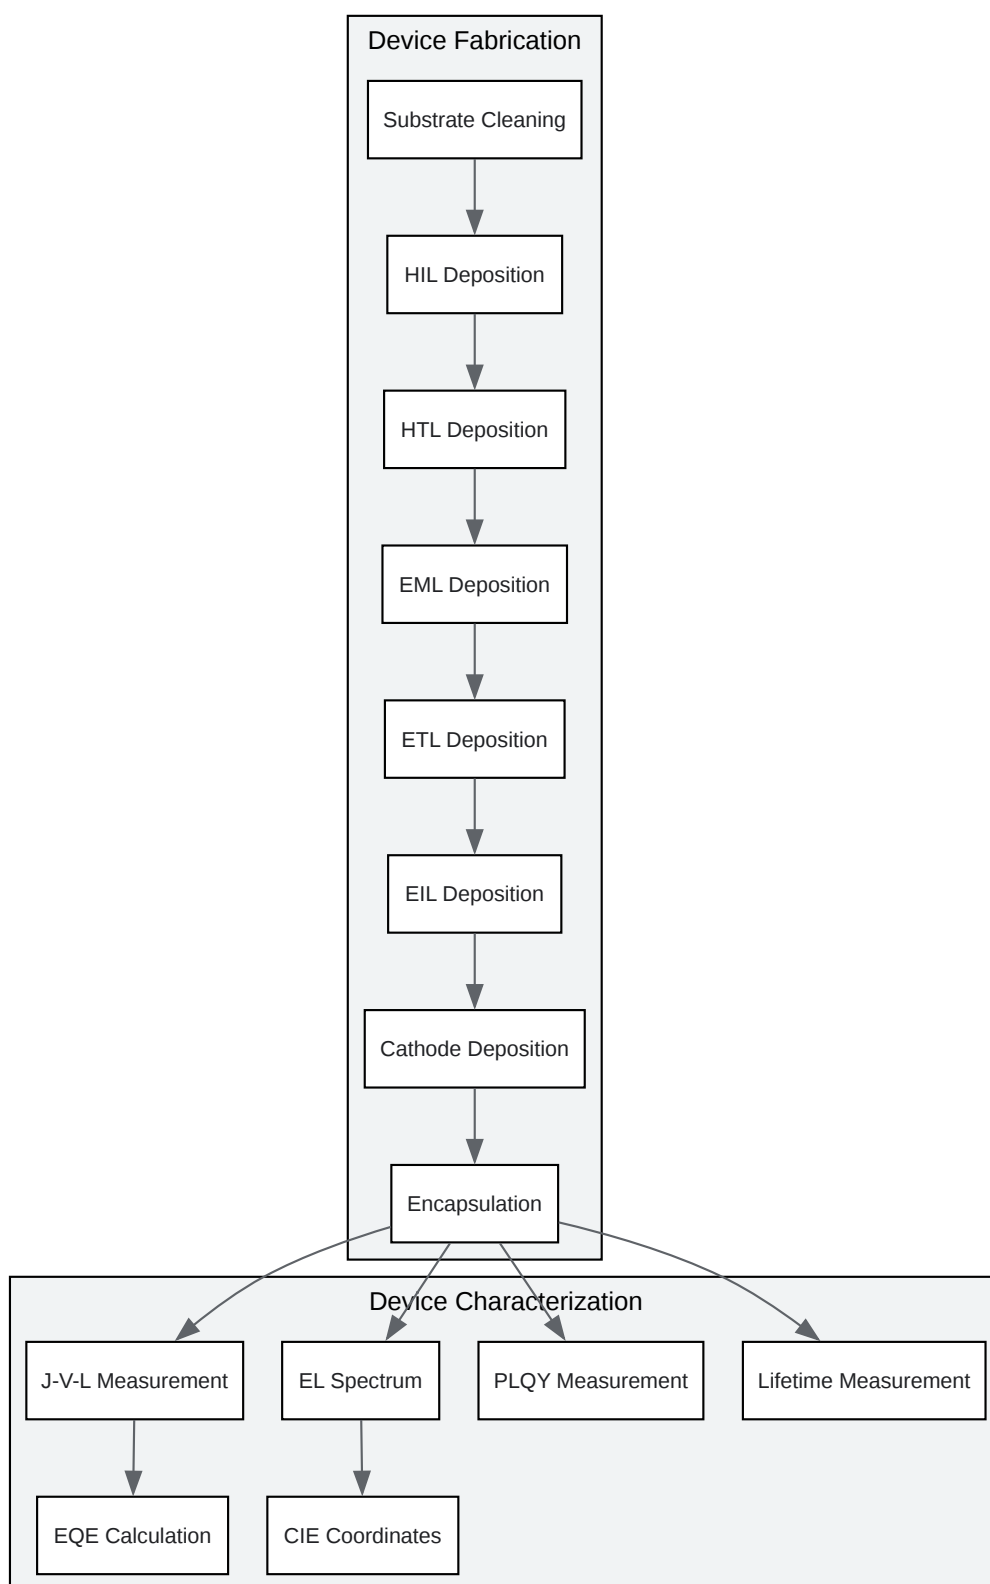 Device Fabrication
Substrate Cleaning
HIL Deposition
HTL Deposition
EML Deposition
ETL Deposition
EIL Deposition
Cathode Deposition
Encapsulation
Device Characterization
J-V-L Measurement
EL Spectrum
PLQY Measurement
Lifetime Measurement
EQE Calculation
CIE Coordinates